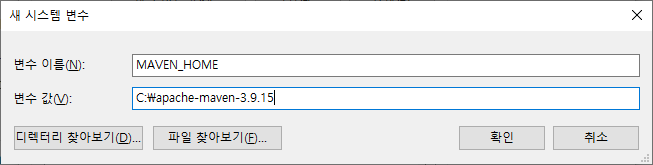 새 시스템 변수
변수 이름(N):
MAVEN_HOME
변수 값(V):
C:₩apache-maven-3.9.15
디렉터리 찾아보기(D)...
파일 찾아보기(F)...
확인
취소